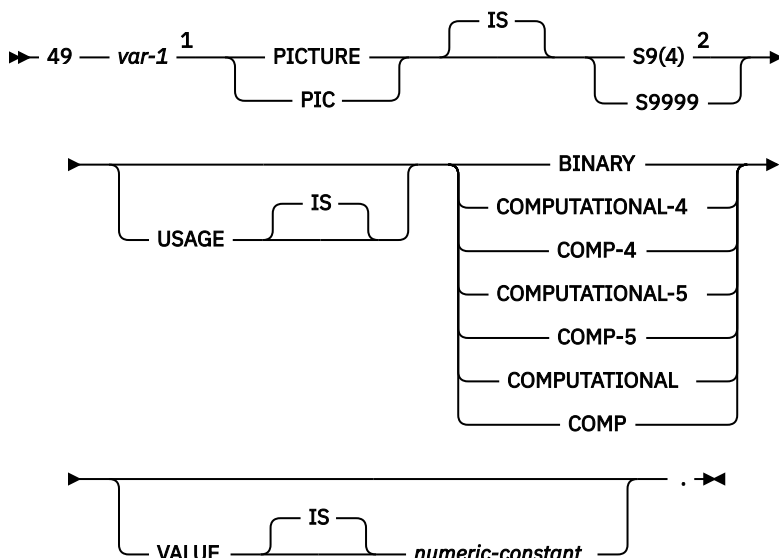 IS
49 var-1 1 PICTURE S9(4) 2
PIC S9999
BINARY
IS COMPUTATIONAL-4
USAGE COMP-4
COMPUTATIONAL-5
COMP-5
COMPUTATIONAL
COMP
.
IS
VALUE numeric-constant